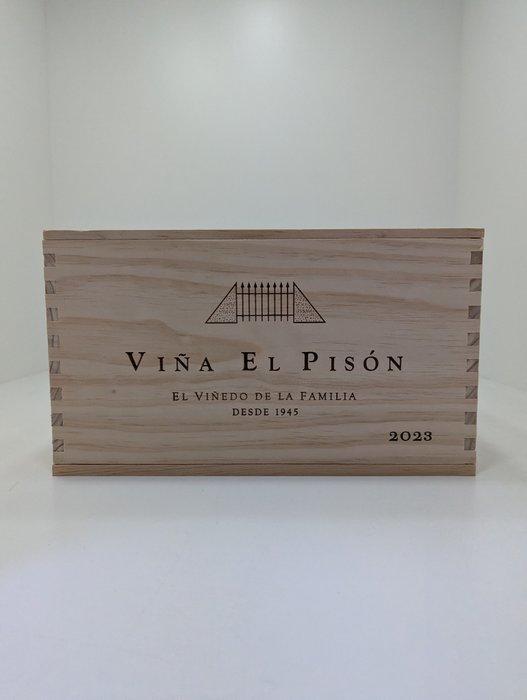 VIÑA EL PISÓN
EL VIÑEDO DE LA FAMILIA
DESDE 1945
2023